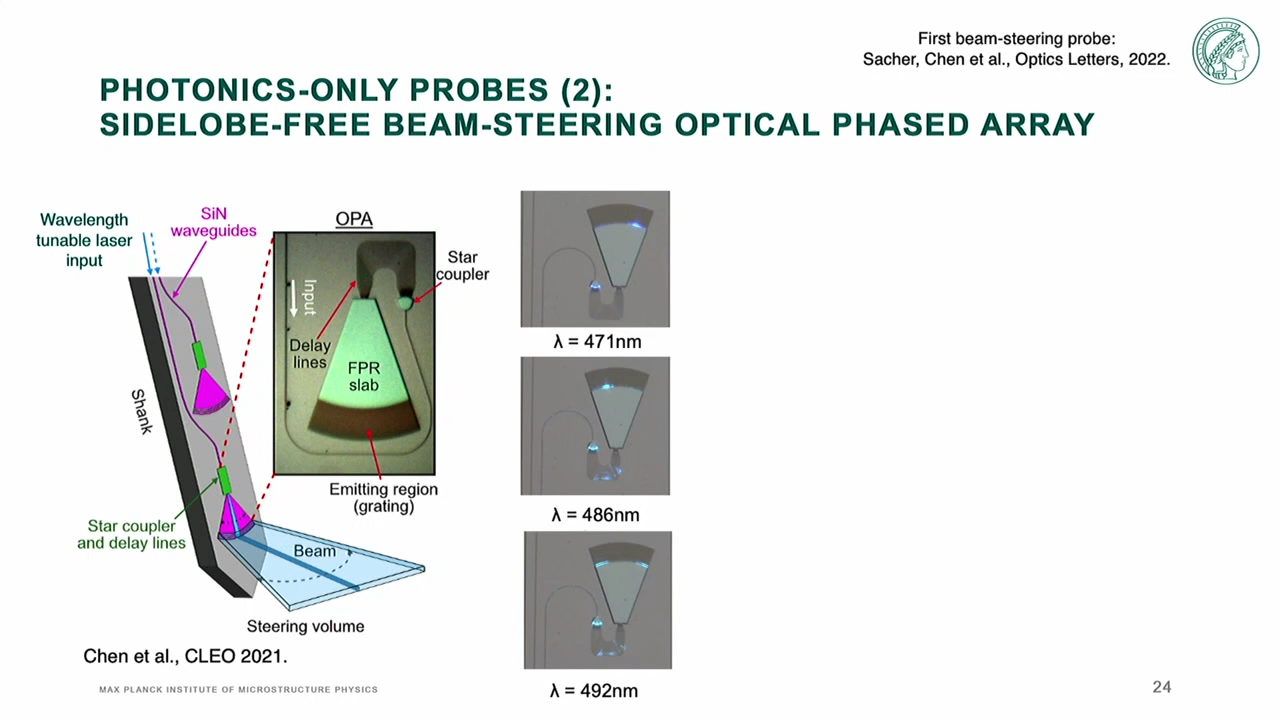 First beam-steering probe:
Sacher, Chen et al., Optics Letters, 2022.
PHOTONICS-ONLY PROBES (2):
SIDELOBE-FREE BEAM-STEERING OPTICAL PHASED ARRAY
Wavelength
tunable laser
input
SiN
waveguides
OPA
Star
coupler
Input
Delay
lines
FPR
slab
Shank
Emitting region
(grating)
Star coupler
and delay lines
Beam
Steering volume
λ = 471nm
λ = 486nm
λ = 492nm
Chen et al., CLEO 2021.
MAX PLANCK INSTITUTE OF MICROSTRUCTURE PHYSICS
24